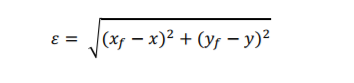 ε = √((x_f − x)² + (y_f − y)²)